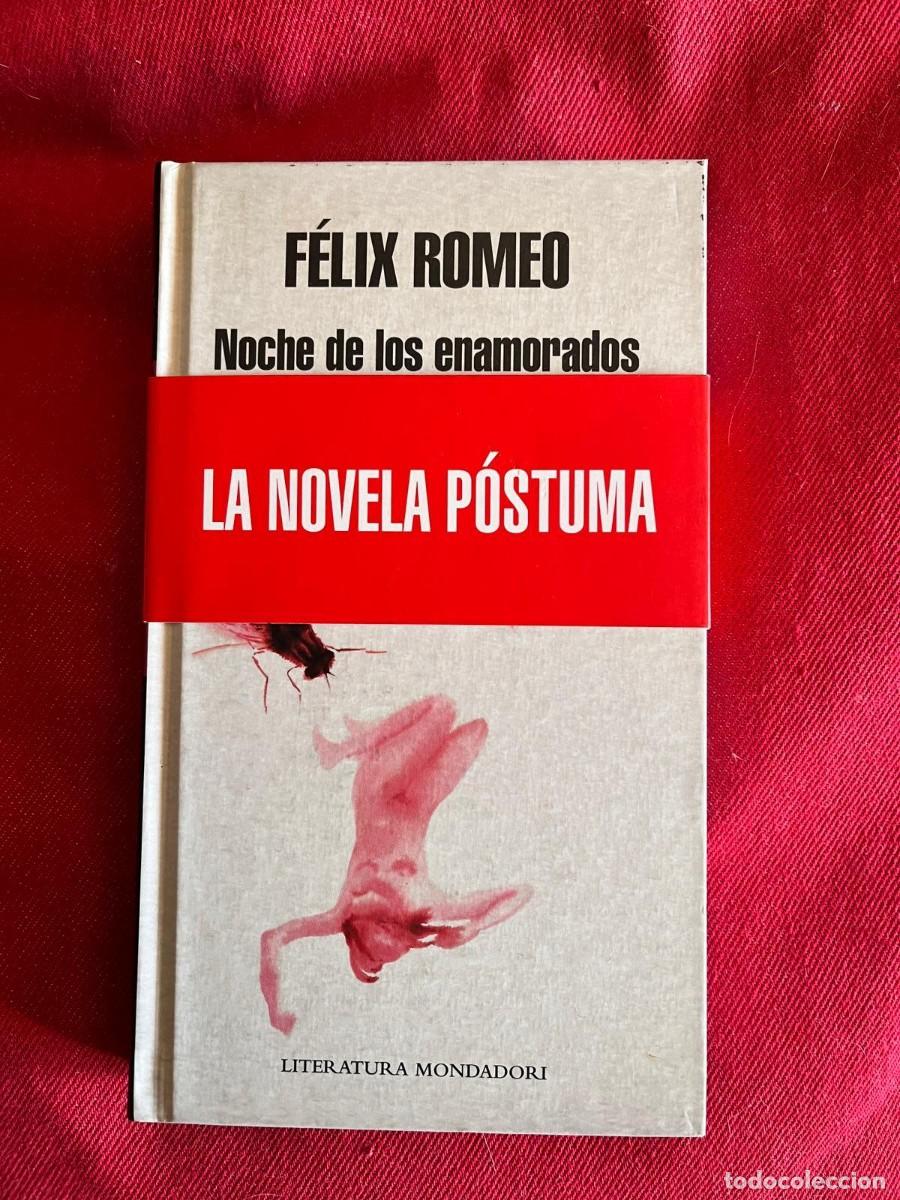 FÉLIX ROMEO
Noche de los enamorados
LA NOVELA PÓSTUMA
LITERATURA MONDADORI
todocoleccion